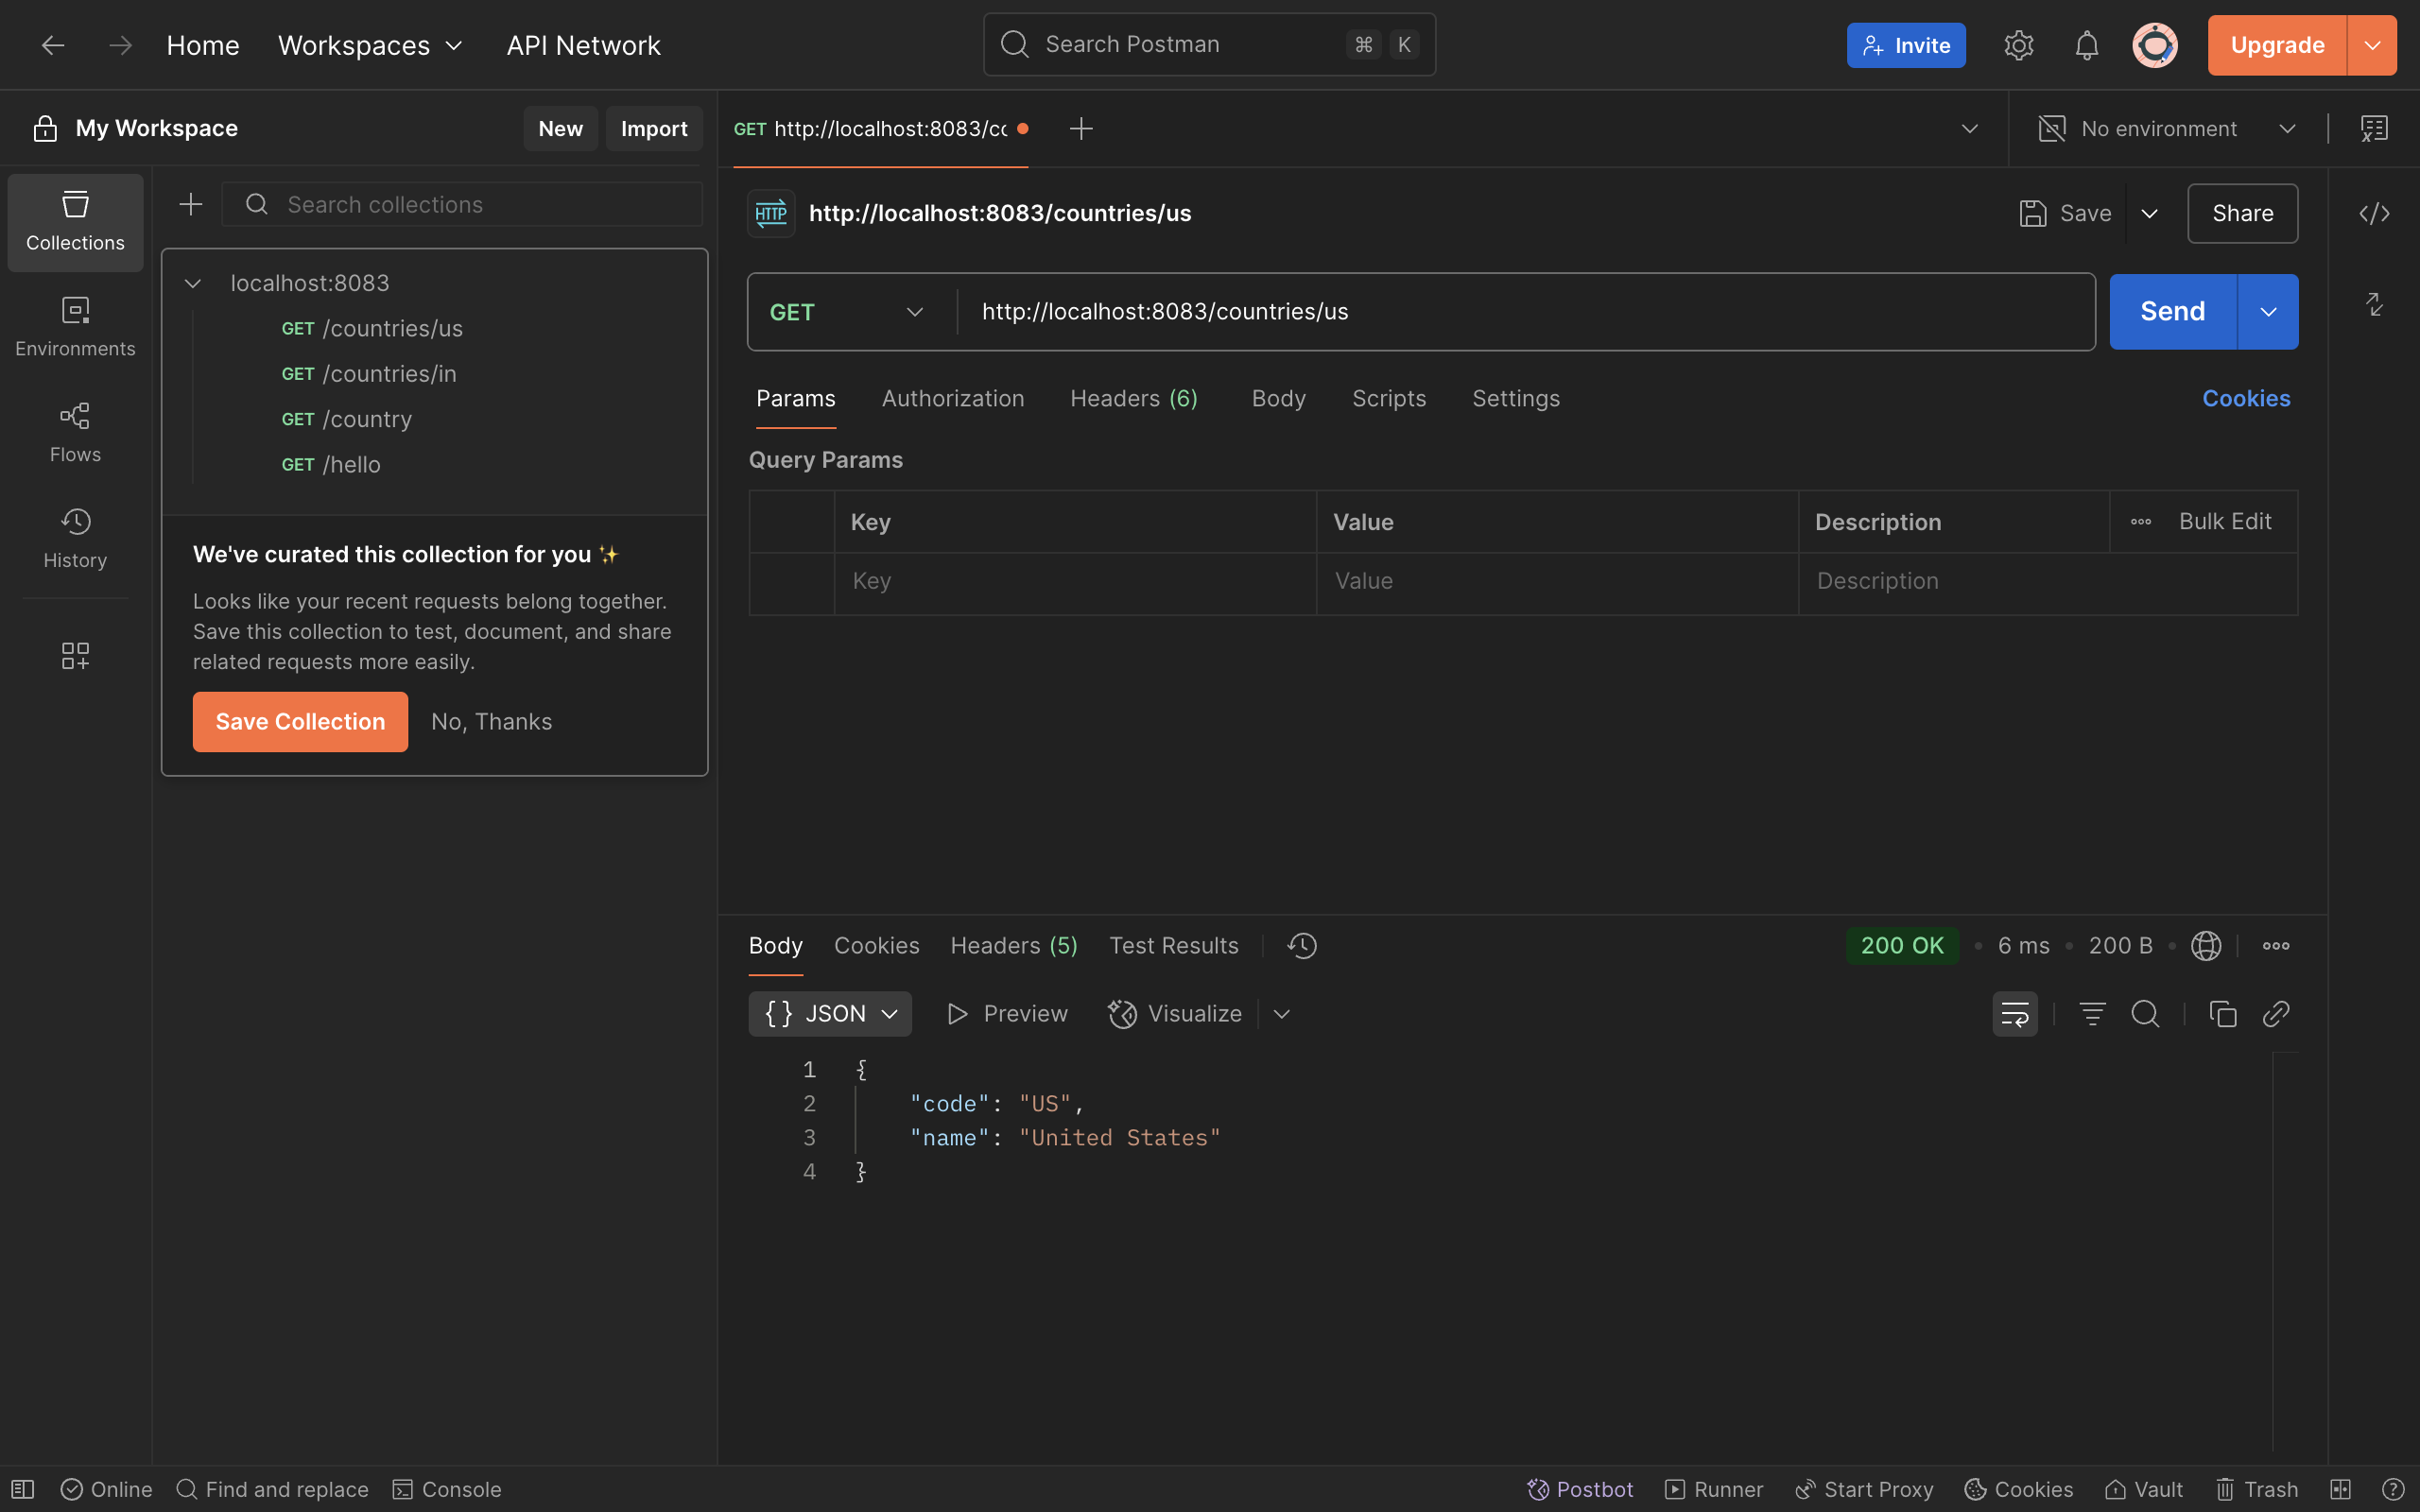 Home Workspaces API Network Search Postman ⌘ K Invite Upgrade
My Workspace New Import
GET http://localhost:8083/cc No environment
Collections
Search collections
Environments
Flows
History
localhost:8083
GET /countries/us
GET /countries/in
GET /country
GET /hello
We've curated this collection for you ✨
Looks like your recent requests belong together.
Save this collection to test, document, and share
related requests more easily.
Save Collection No, Thanks
HTTP http://localhost:8083/countries/us Save Share
GET http://localhost:8083/countries/us Send
Params Authorization Headers (6) Body Scripts Settings Cookies
Query Params
Key Value Description Bulk Edit
Key Value Description
Body Cookies Headers (5) Test Results 200 OK • 6 ms • 200 B
{ } JSON Preview Visualize
1 {
2 "code": "US",
3 "name": "United States"
4 }
Online Find and replace Console Postbot Runner Start Proxy Cookies Vault Trash